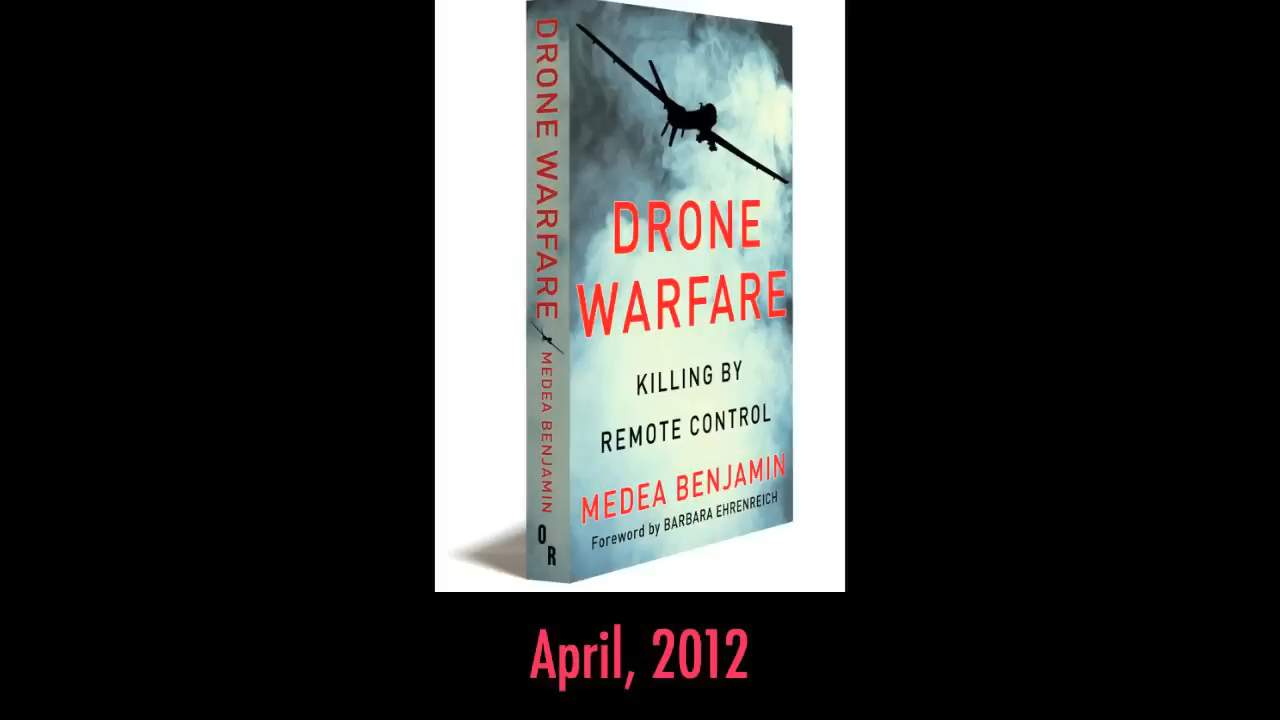 DRONE WARFARE
MEDEA BENJAMIN
OR
DRONE
WARFARE
KILLING BY
REMOTE CONTROL
MEDEA BENJAMIN
Foreword by BARBARA EHRENREICH
April, 2012